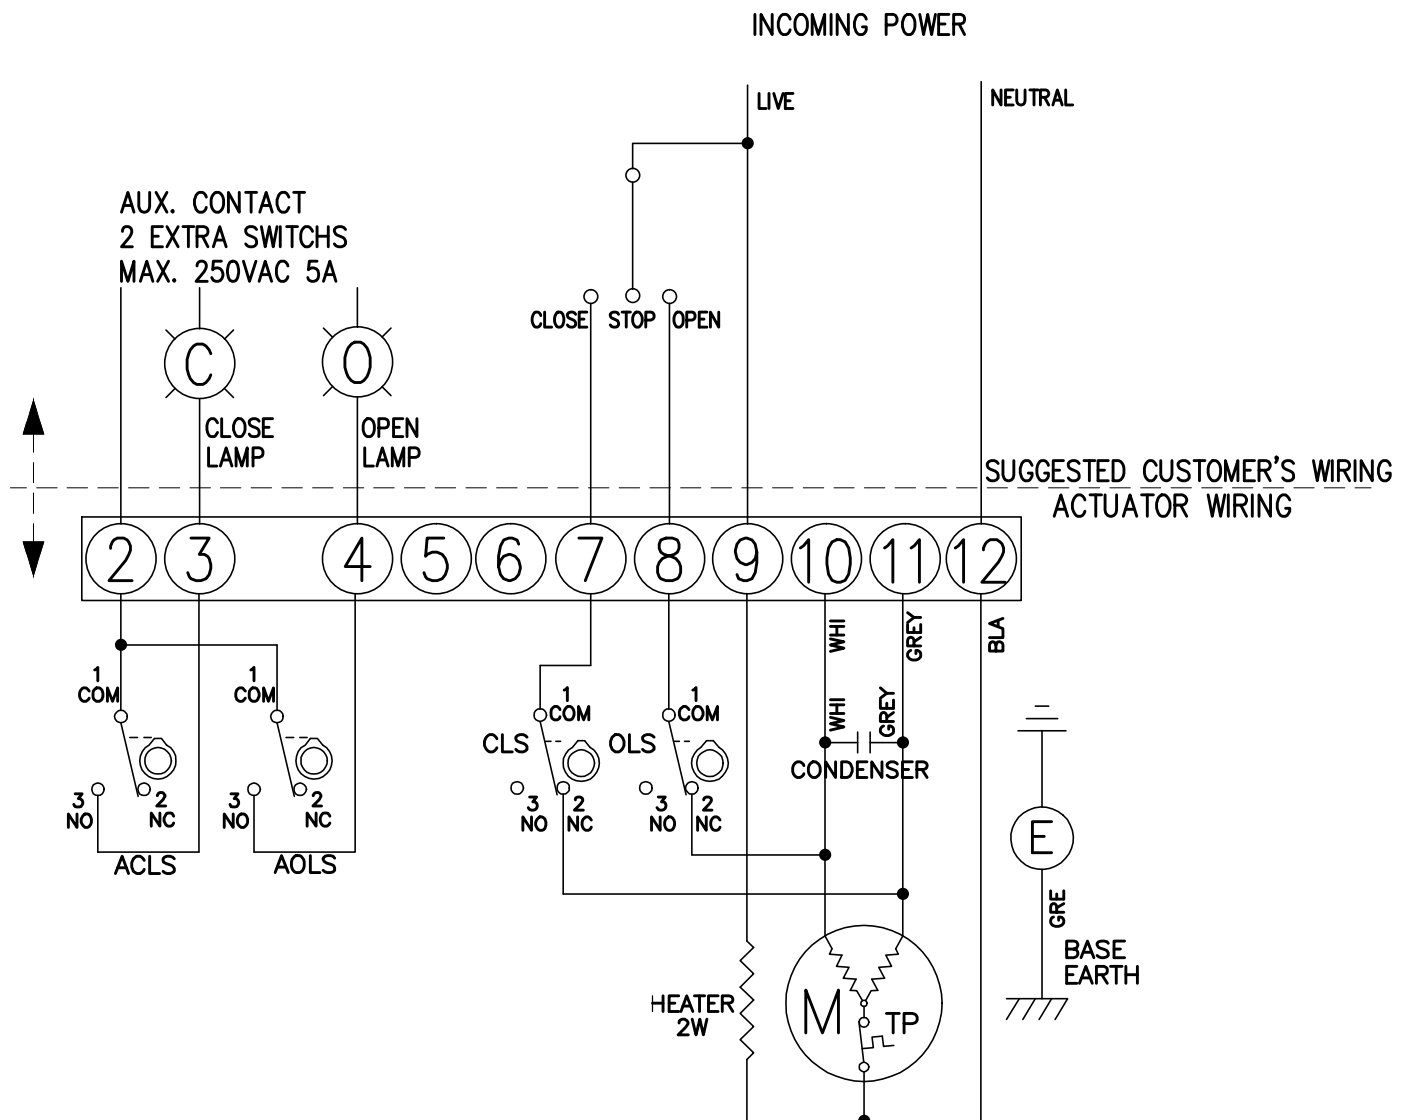 INCOMING POWER
LIVE
NEUTRAL
AUX. CONTACT
2 EXTRA SWITCHS
MAX. 250VAC 5A
CLOSE
STOP
OPEN
C
O
CLOSE
LAMP
OPEN
LAMP
SUGGESTED CUSTOMER'S WIRING
ACTUATOR WIRING
2
3
4
5
6
7
8
9
10
11
12
WHI
GREY
BLA
1
COM
1
COM
1
COM
1
COM
WHI
GREY
CLS
OLS
CONDENSER
3
NO
2
NC
3
NO
2
NC
3
NO
2
NC
3
NO
2
NC
ACLS
AOLS
E
GRE
BASE
EARTH
HEATER
2W
M
TP